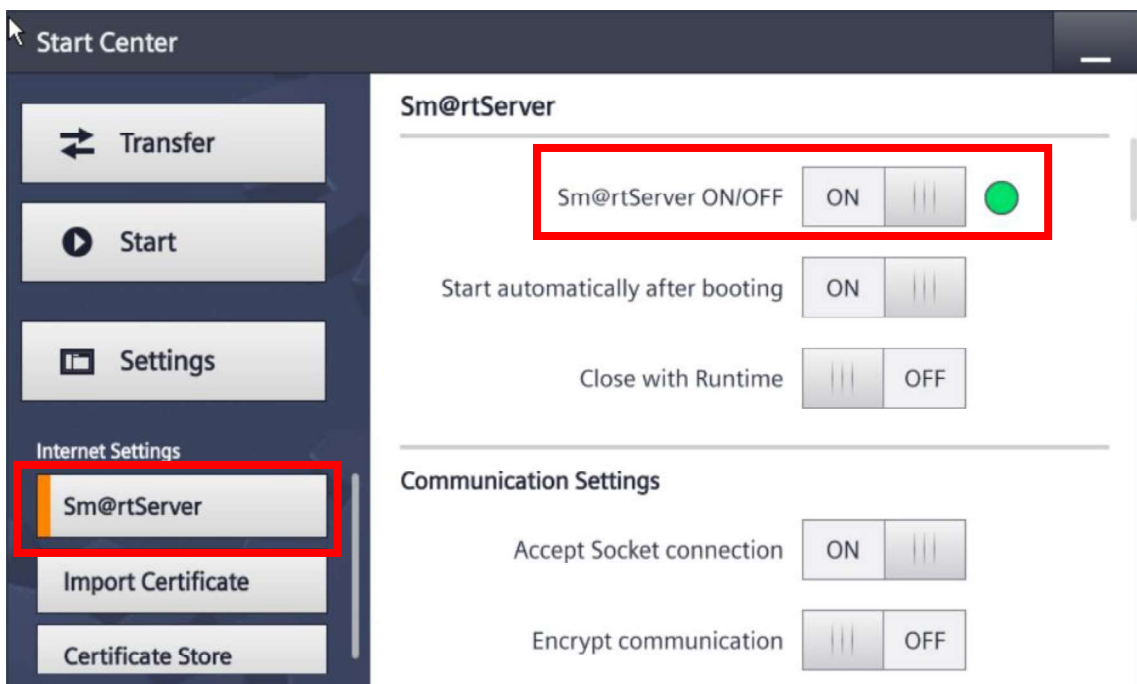 Start Center
Transfer
Start
Settings
Internet Settings
Sm@rtServer
Import Certificate
Certificate Store
Sm@rtServer
Sm@rtServer ON/OFF ON
Start automatically after booting ON
Close with Runtime OFF
Communication Settings
Accept Socket connection ON
Encrypt communication OFF